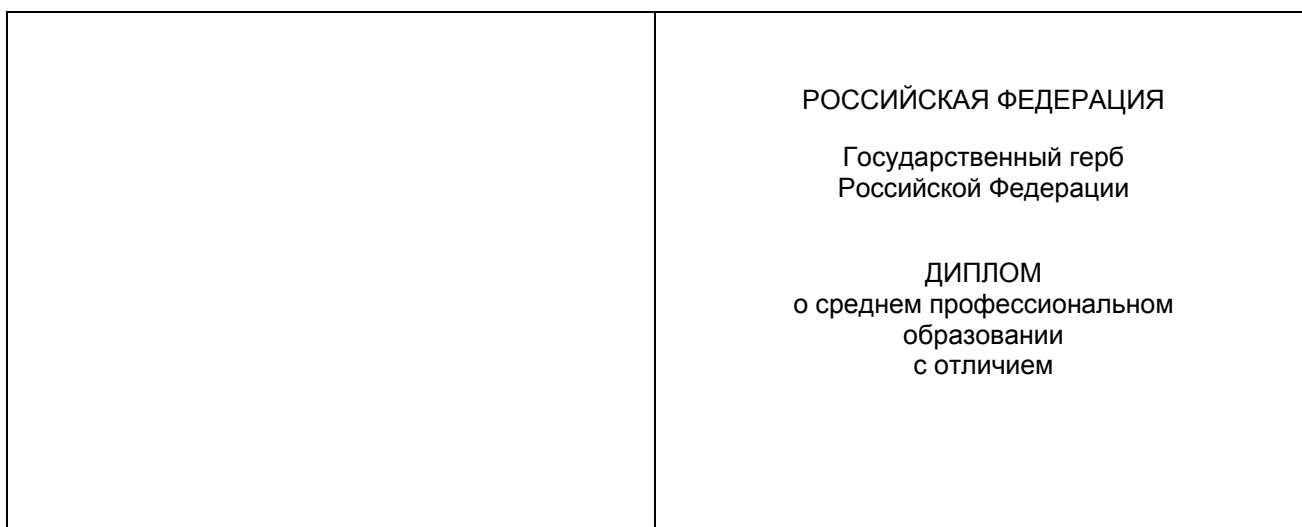 РОССИЙСКАЯ ФЕДЕРАЦИЯ
Государственный герб
Российской Федерации
ДИПЛОМ
о среднем профессиональном
образовании
с отличием